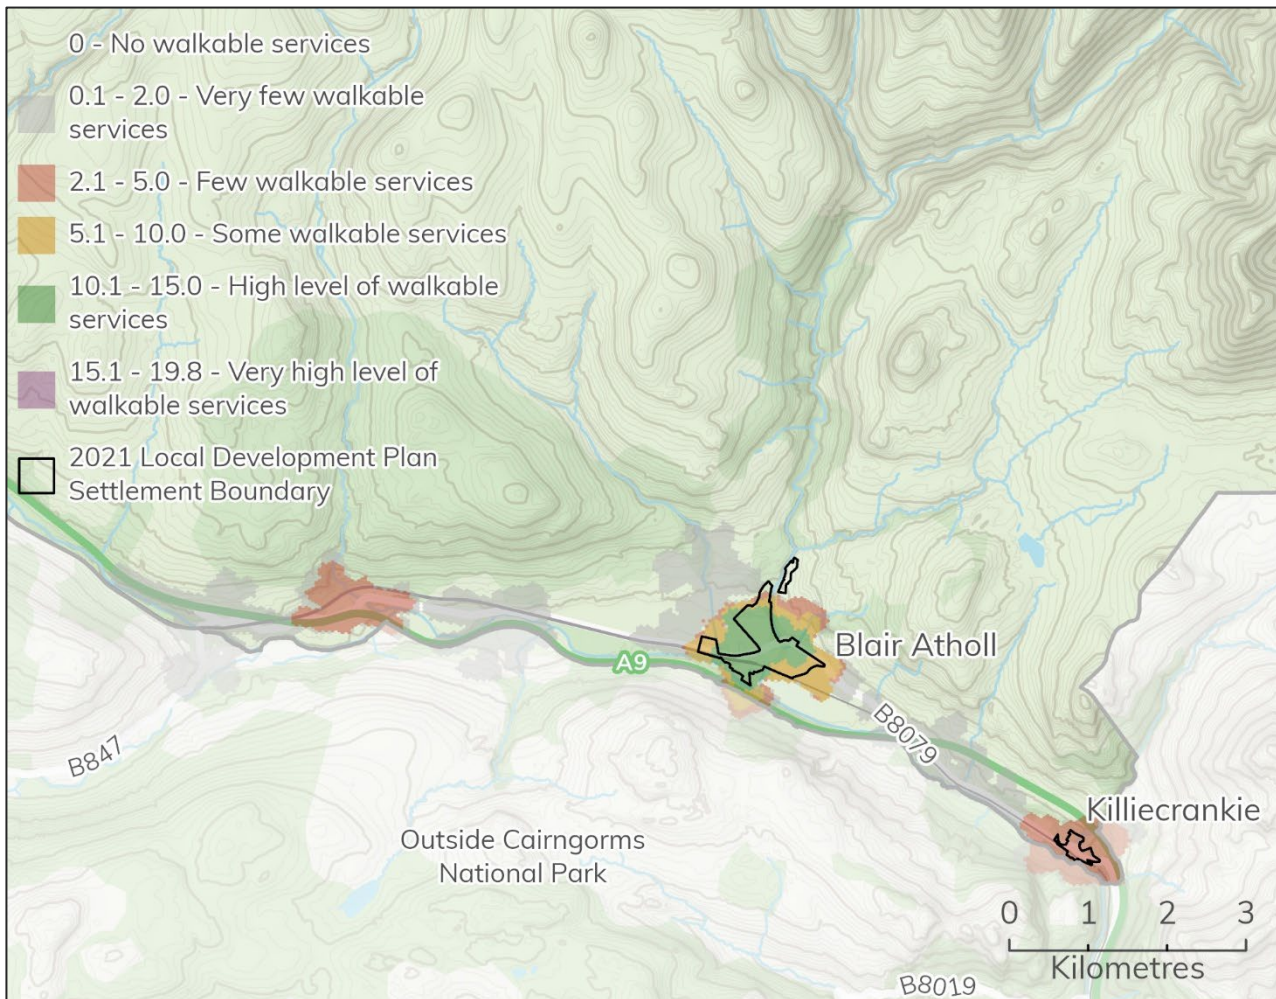 0 - No walkable services
0.1 - 2.0 - Very few walkable
services
2.1 - 5.0 - Few walkable services
5.1 - 10.0 - Some walkable services
10.1 - 15.0 - High level of walkable
services
15.1 - 19.8 - Very high level of
walkable services
2021 Local Development Plan
Settlement Boundary
Blair Atholl
A9
B8079
B847
Killiecrankie
Outside Cairngorms
National Park
0 1 2 3
Kilometres
B8019